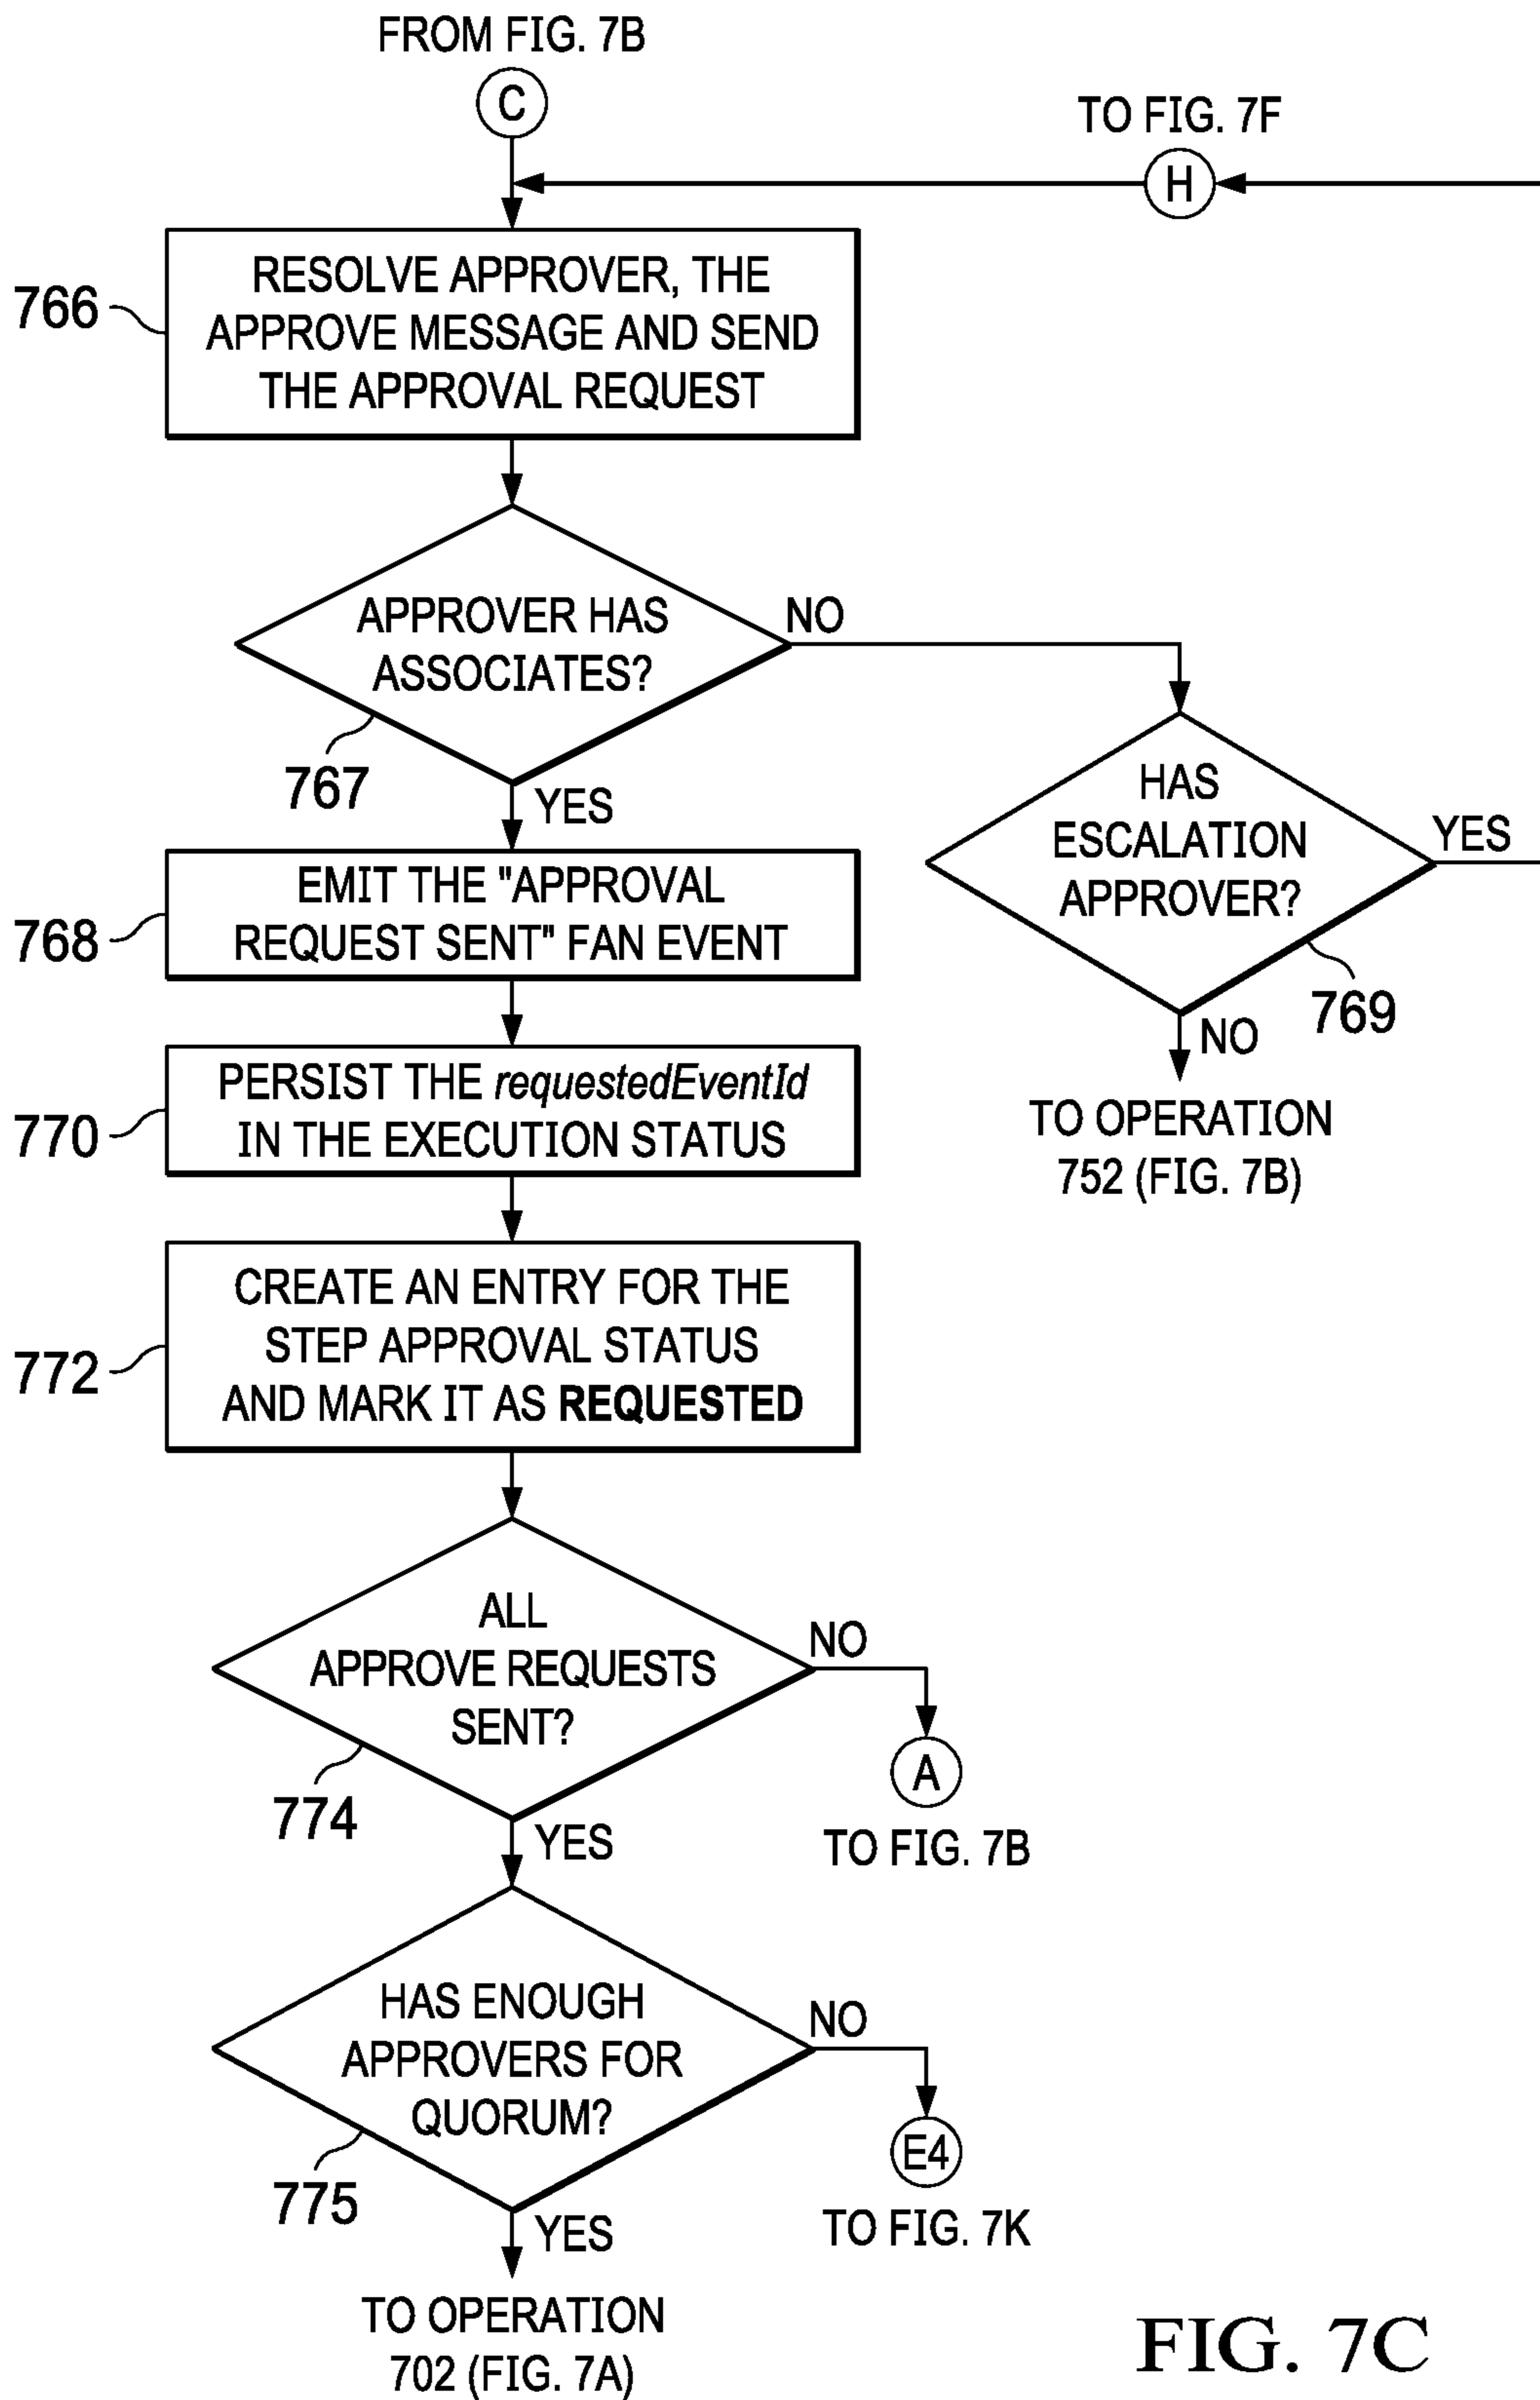 FROM FIG. 7B
C
TO FIG. 7F
H
766
RESOLVE APPROVER, THE
APPROVE MESSAGE AND SEND
THE APPROVAL REQUEST
APPROVER HAS
ASSOCIATES?
NO
767
YES
HAS
ESCALATION
APPROVER?
YES
769
NO
TO OPERATION
752 (FIG. 7B)
768
EMIT THE "APPROVAL
REQUEST SENT" FAN EVENT
770
PERSIST THE requestedEventId
IN THE EXECUTION STATUS
772
CREATE AN ENTRY FOR THE
STEP APPROVAL STATUS
AND MARK IT AS REQUESTED
ALL
APPROVE REQUESTS
SENT?
NO
A
TO FIG. 7B
774
YES
HAS ENOUGH
APPROVERS FOR
QUORUM?
NO
E4
TO FIG. 7K
775
YES
TO OPERATION
702 (FIG. 7A)
FIG. 7C